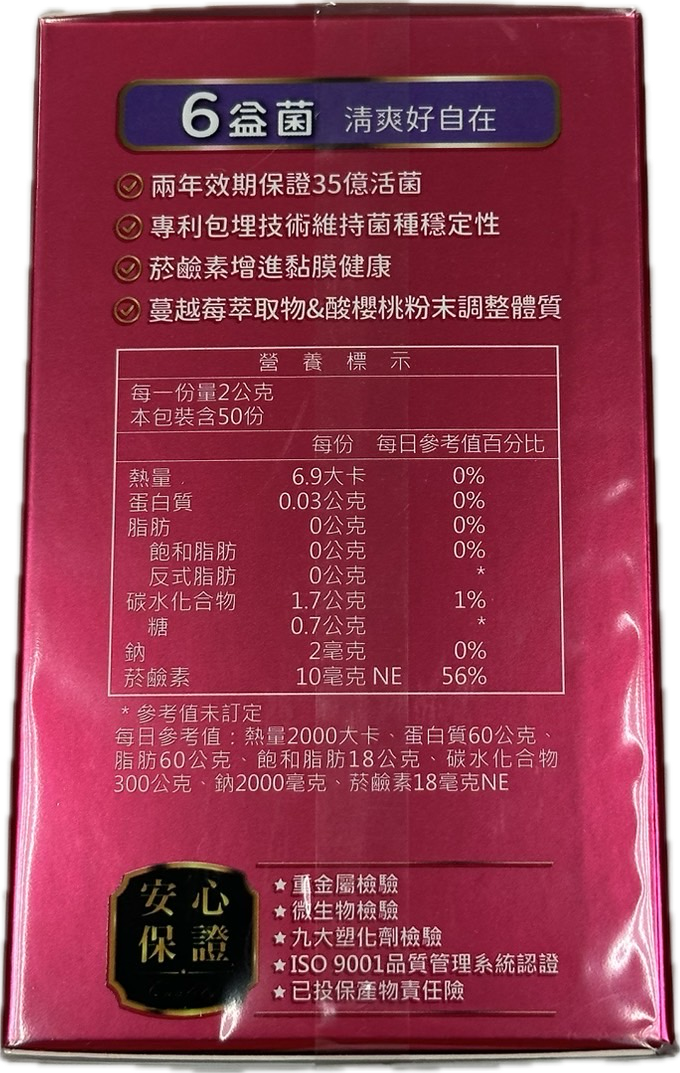 6益菌 清爽好自在
兩年效期保證35億活菌
專利包埋技術維持菌種穩定性
菸鹼素增進黏膜健康
蔓越莓萃取物&酸櫻桃粉末調整體質
營養標示
每一份量2公克
本包裝含50份
每份 每日參考值百分比
熱量 6.9大卡 0%
蛋白質 0.03公克 0%
脂肪 0公克 0%
飽和脂肪 0公克 0%
反式脂肪 0公克 *
碳水化合物 1.7公克 1%
糖 0.7公克 *
鈉 2毫克 0%
菸鹼素 10毫克 NE 56%
* 參考值未訂定
每日參考值：熱量2000大卡、蛋白質60公克、
脂肪60公克、飽和脂肪18公克、碳水化合物
300公克、鈉2000毫克、菸鹼素18毫克NE
安心
保證
★重金屬檢驗
★微生物檢驗
★九大塑化劑檢驗
★ISO 9001品質管理系統認證
★已投保產物責任險